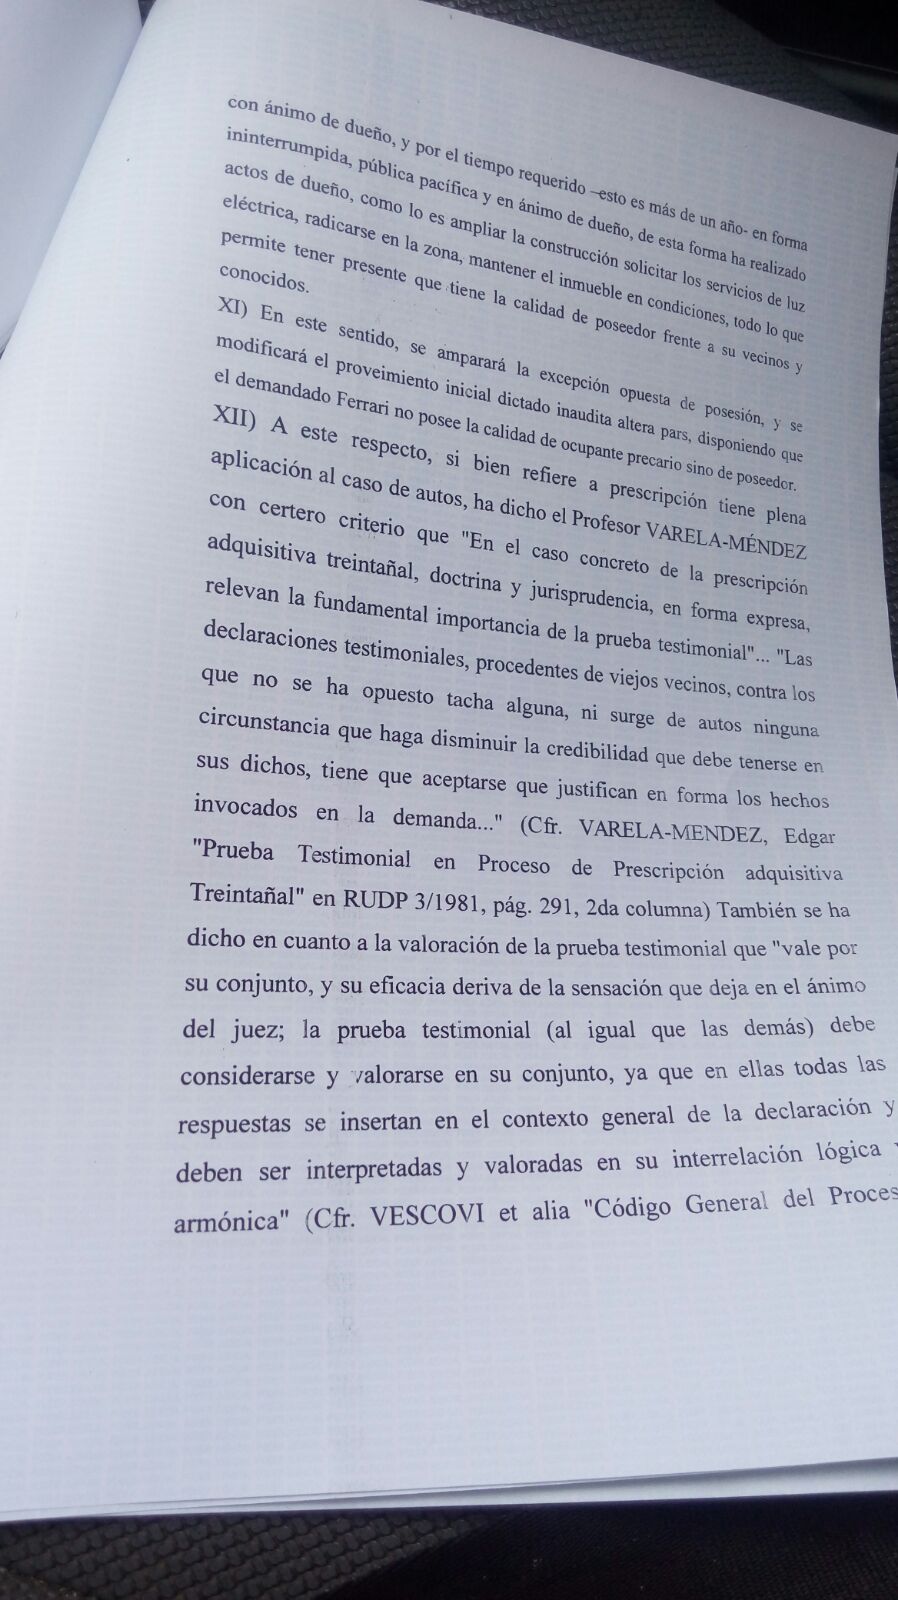 con ánimo de dueño, y por el tiempo requerido –esto es más de un año- en forma
ininterrumpida, pública pacífica y en ánimo de dueño, de esta forma ha realizado
actos de dueño, como lo es ampliar la construcción solicitar los servicios de luz
eléctrica, radicarse en la zona, mantener el inmueble en condiciones, todo lo que
permite tener presente que tiene la calidad de poseedor frente a su vecinos y
conocidos.
XI) En este sentido, se amparará la excepción opuesta de posesión, y se
modificará el proveimiento inicial dictado inaudita altera pars, disponiendo que
el demandado Ferrari no posee la calidad de ocupante precario sino de poseedor.
XII) A este respecto, si bien refiere a prescripción tiene plena
aplicación al caso de autos, ha dicho el Profesor VARELA-MÉNDEZ
con certero criterio que "En el caso concreto de la prescripción
adquisitiva treintañal, doctrina y jurisprudencia, en forma expresa,
relevan la fundamental importancia de la prueba testimonial"... "Las
declaraciones testimoniales, procedentes de viejos vecinos, contra los
que no se ha opuesto tacha alguna, ni surge de autos ninguna
circunstancia que haga disminuir la credibilidad que debe tenerse en
sus dichos, tiene que aceptarse que justifican en forma los hechos
invocados en la demanda..." (Cfr. VARELA-MENDEZ, Edgar
"Prueba Testimonial en Proceso de Prescripción adquisitiva
Treintañal" en RUDP 3/1981, pág. 291, 2da columna) También se ha
dicho en cuanto a la valoración de la prueba testimonial que "vale por
su conjunto, y su eficacia deriva de la sensación que deja en el ánimo
del juez; la prueba testimonial (al igual que las demás) debe
considerarse y valorarse en su conjunto, ya que en ellas todas las
respuestas se insertan en el contexto general de la declaración y
deben ser interpretadas y valoradas en su interrelación lógica
armónica" (Cfr. VESCOVI et alia "Código General del Proces